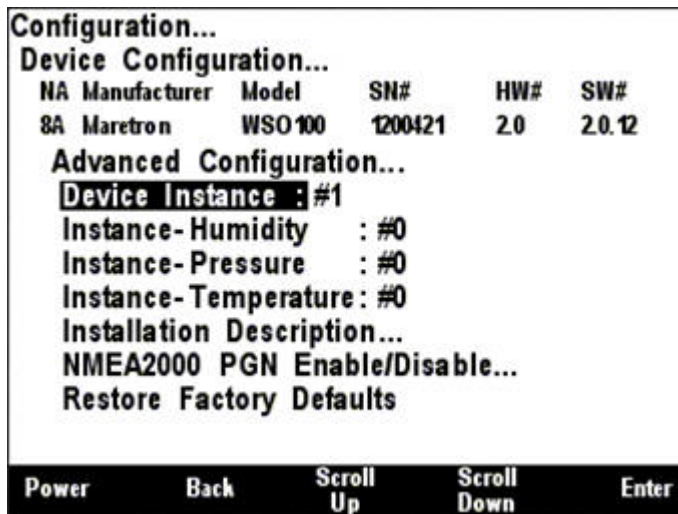 Configuration...
Device Configuration...
NA Manufacturer Model SN# HW# SW#
8A Maretron WSO100 1200421 2.0 2.0.12
Advanced Configuration...
Device Instance : #1
Instance-Humidity : #0
Instance-Pressure : #0
Instance-Temperature: #0
Installation Description...
NMEA2000 PGN Enable/Disable...
Restore Factory Defaults
Power Back Scroll Up Scroll Down Enter